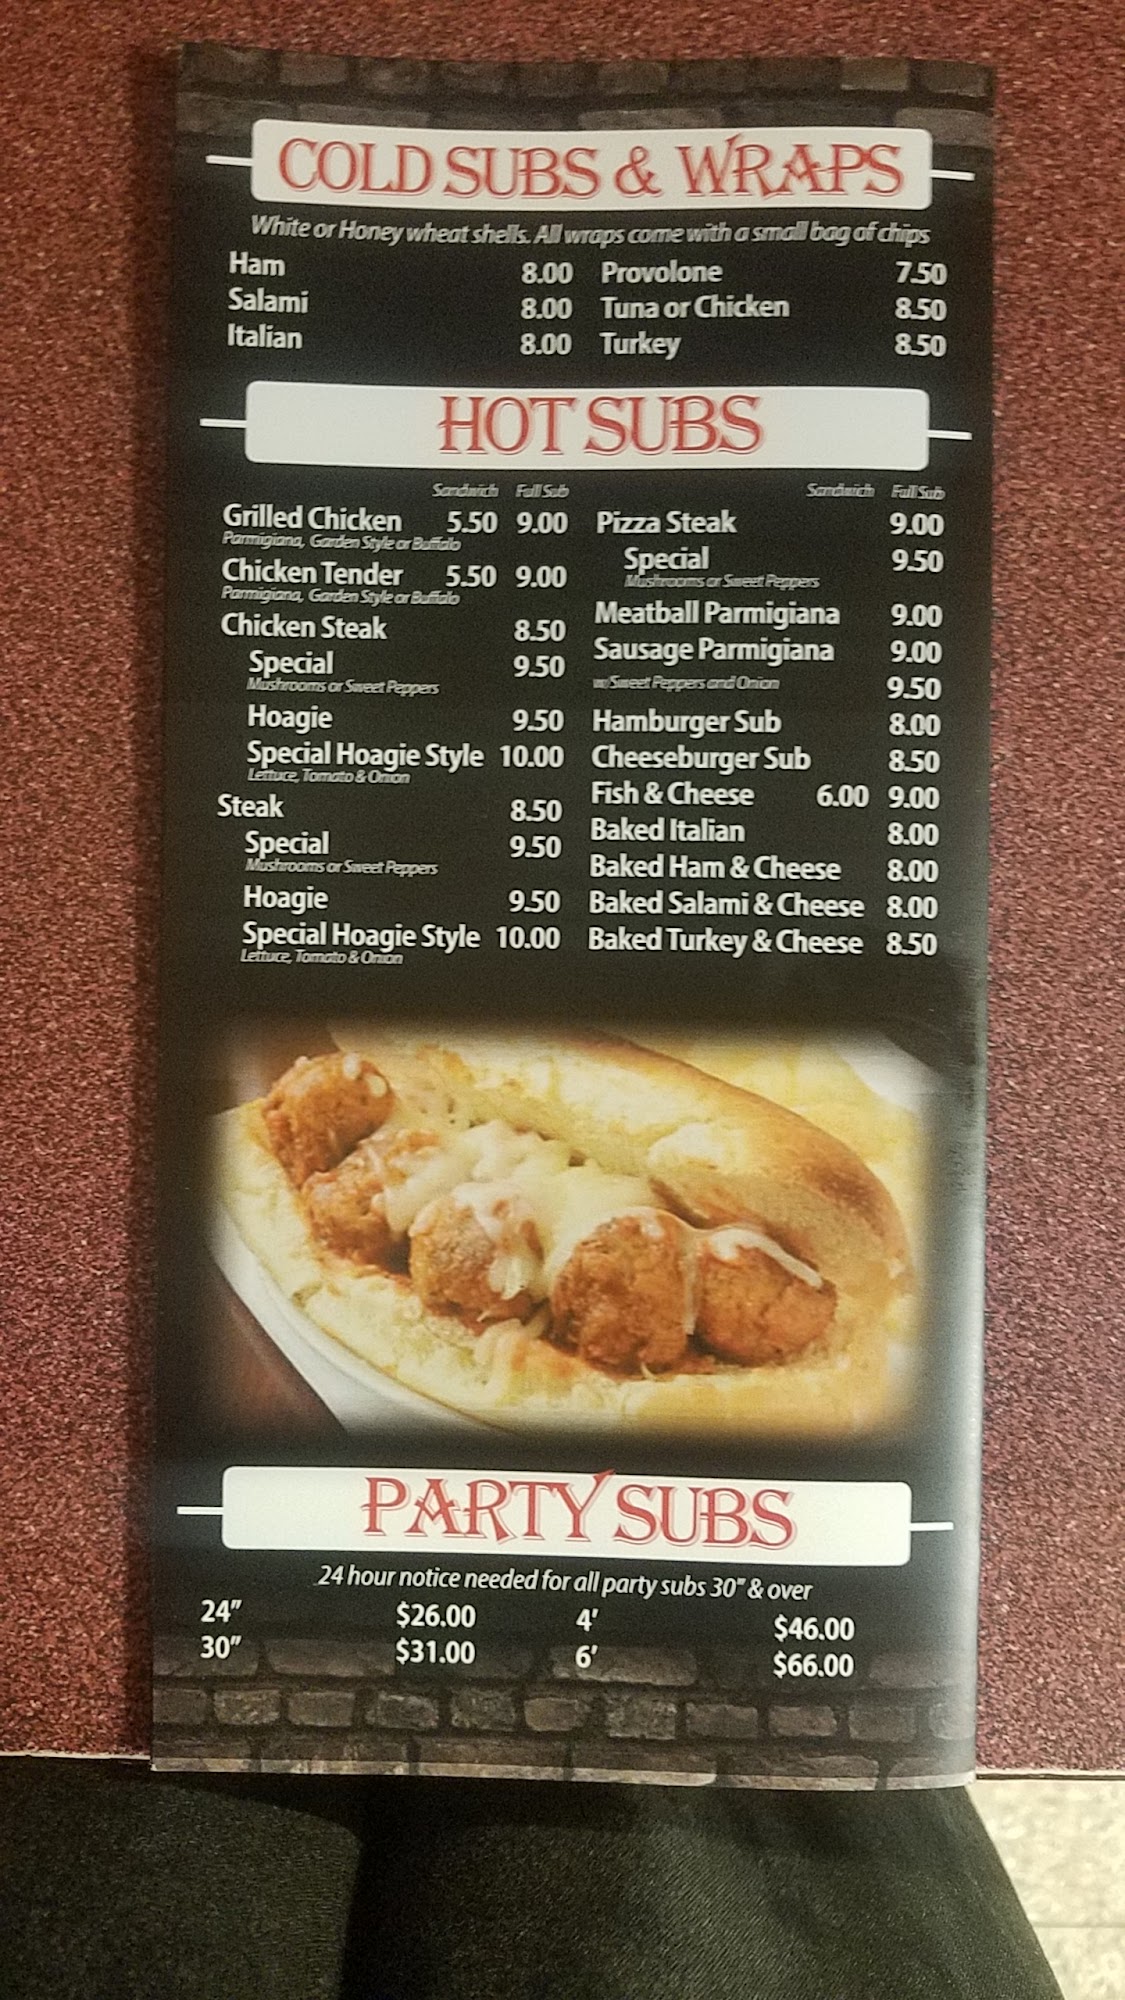 COLD SUBS & WRAPS
White or Honey wheat shells. All wraps come with a small bag of chips
Ham 8.00
Salami 8.00
Italian 8.00
Provolone 7.50
Tuna or Chicken 8.50
Turkey 8.50
HOT SUBS
Sandwich Full Sub
Grilled Chicken 5.50 9.00
Parmigiana, Garden Style or Buffalo
Chicken Tender 5.50 9.00
Parmigiana, Garden Style or Buffalo
Chicken Steak 8.50
Special 9.50
Mushrooms or Sweet Peppers
Hoagie 9.50
Special Hoagie Style 10.00
Lettuce, Tomato & Onion
Steak 8.50
Special 9.50
Mushrooms or Sweet Peppers
Hoagie 9.50
Special Hoagie Style 10.00
Lettuce, Tomato & Onion
Sandwich Full Sub
Pizza Steak 9.00
Special 9.50
Mushrooms or Sweet Peppers
Meatball Parmigiana 9.00
Sausage Parmigiana 9.00
w/Sweet Peppers and Onion 9.50
Hamburger Sub 8.00
Cheeseburger Sub 8.50
Fish & Cheese 6.00 9.00
Baked Italian 8.00
Baked Ham & Cheese 8.00
Baked Salami & Cheese 8.00
Baked Turkey & Cheese 8.50
PARTY SUBS
24 hour notice needed for all party subs 30" & over
24" $26.00
30" $31.00
4' $46.00
6' $66.00